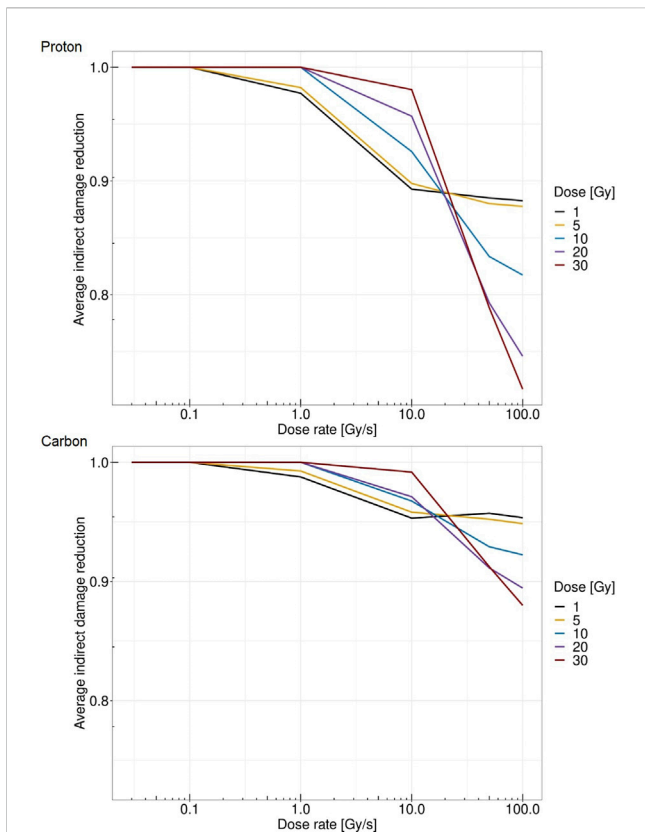 Proton
1.0
0.9
0.8
Average indirect damage reduction
0.1 1.0 10.0 100.0
Dose rate [Gy/s]
Dose [Gy]
1
5
10
20
30
Carbon
1.0
0.9
0.8
Average indirect damage reduction
0.1 1.0 10.0 100.0
Dose rate [Gy/s]
Dose [Gy]
1
5
10
20
30